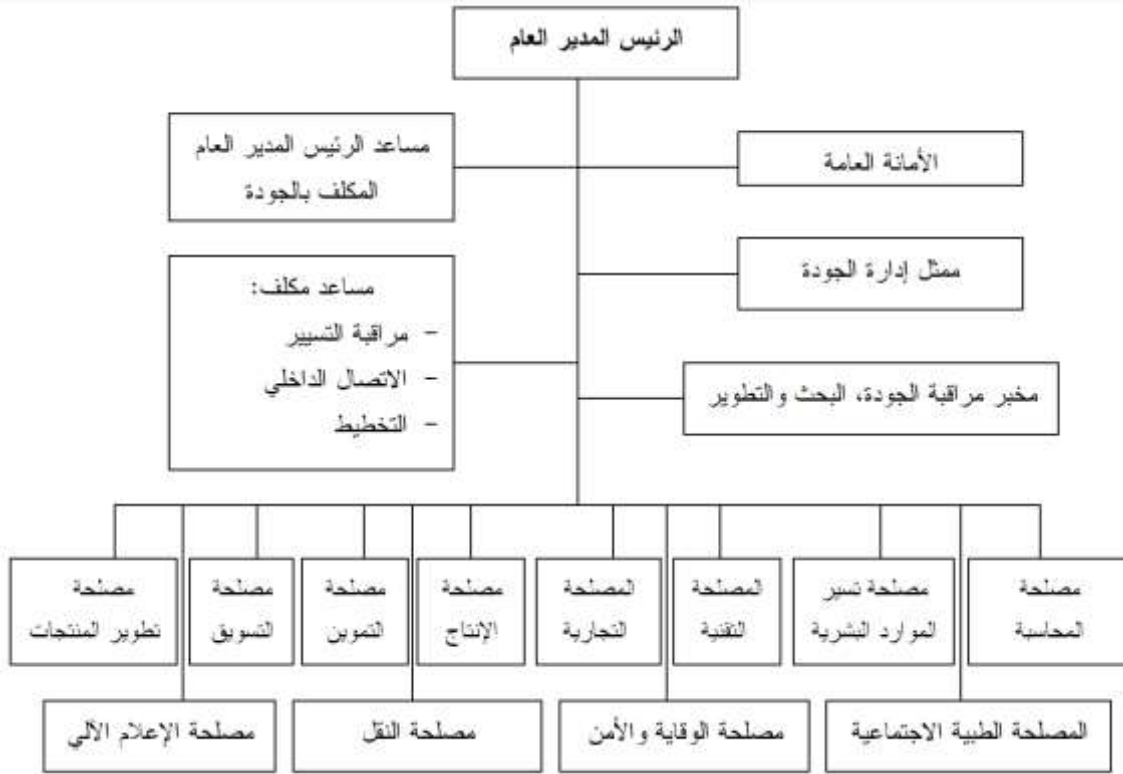 الرئيس المدير العام
الأمانة العامة
مساعد الرئيس المدير العام
المكلف بالجودة
ممثل إدارة الجودة
مساعد مكلف:
- مراقبة التسيير
- الاتصال الداخلي
- التخطيط
مخبر مراقبة الجودة، البحث والتطوير
مصلحة
المحاسبة
مصلحة تسير
الموارد البشرية
المصلحة
التقنية
المصلحة
التجارية
مصلحة
الإنتاج
مصلحة
التموين
مصلحة
التسويق
مصلحة
تطوير المنتجات
المصلحة الطبية الاجتماعية
مصلحة الوقاية والأمن
مصلحة النقل
مصلحة الإعلام الآلي